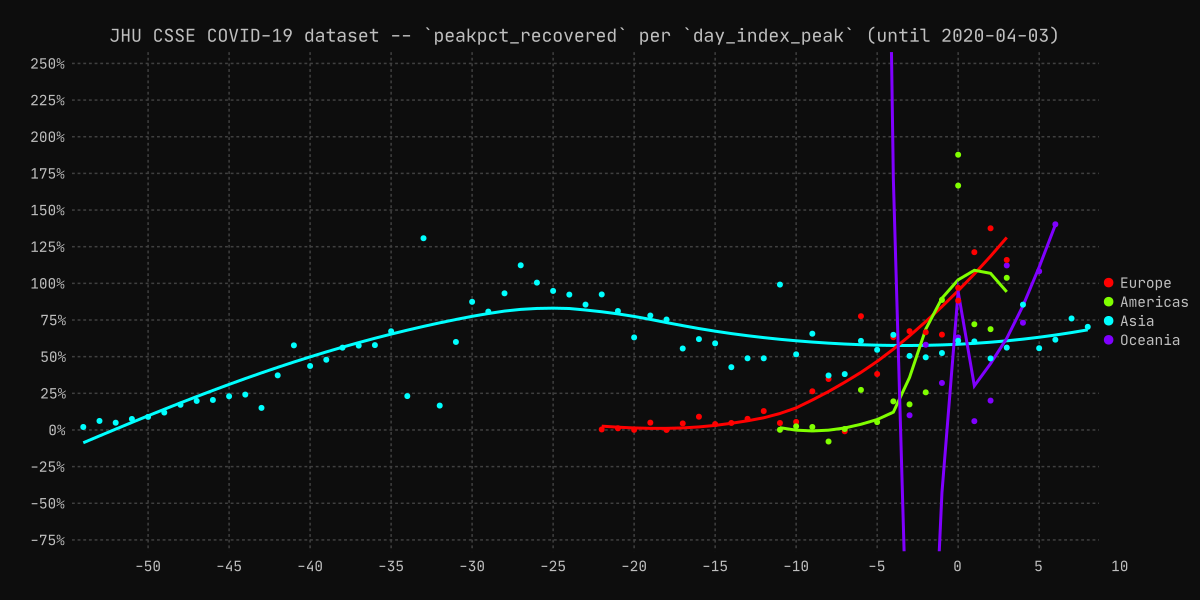 JHU CSSE COVID-19 dataset -- `peakpct_recovered` per `day_index_peak` (until 2020-04-03)
250%
225%
200%
175%
150%
125%
100%
75%
50%
25%
0%
-25%
-50%
-75%
Europe
Americas
Asia
Oceania
-50 -45 -40 -35 -30 -25 -20 -15 -10 -5 0 5 10